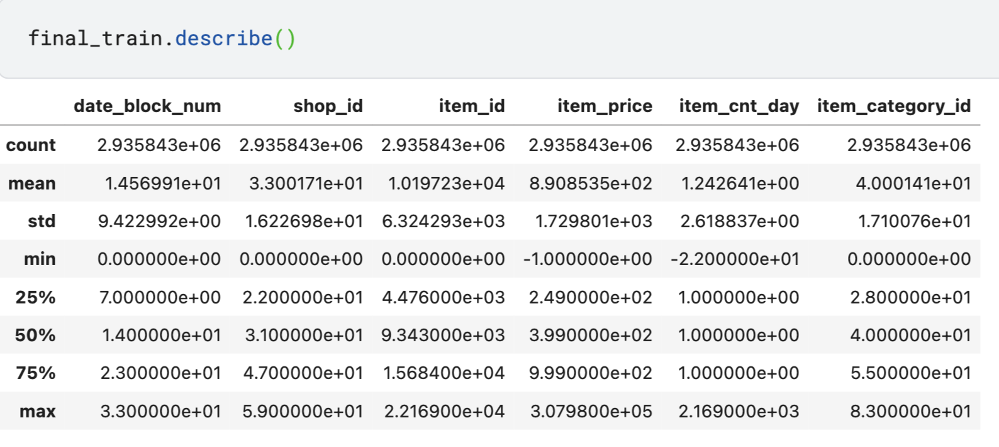 final_train.describe()
date_block_num shop_id item_id item_price item_cnt_day item_category_id
count 2.935843e+06 2.935843e+06 2.935843e+06 2.935843e+06 2.935843e+06 2.935843e+06
mean 1.456991e+01 3.300171e+01 1.019723e+04 8.908535e+02 1.242641e+00 4.000141e+01
std 9.422992e+00 1.622698e+01 6.324293e+03 1.729801e+03 2.618837e+00 1.710076e+01
min 0.000000e+00 0.000000e+00 0.000000e+00 -1.000000e+00 -2.200000e+01 0.000000e+00
25% 7.000000e+00 2.200000e+01 4.476000e+03 2.490000e+02 1.000000e+00 2.800000e+01
50% 1.400000e+01 3.100000e+01 9.343000e+03 3.990000e+02 1.000000e+00 4.000000e+01
75% 2.300000e+01 4.700000e+01 1.568400e+04 9.990000e+02 1.000000e+00 5.500000e+01
max 3.300000e+01 5.900000e+01 2.216900e+04 3.079800e+05 2.169000e+03 8.300000e+01